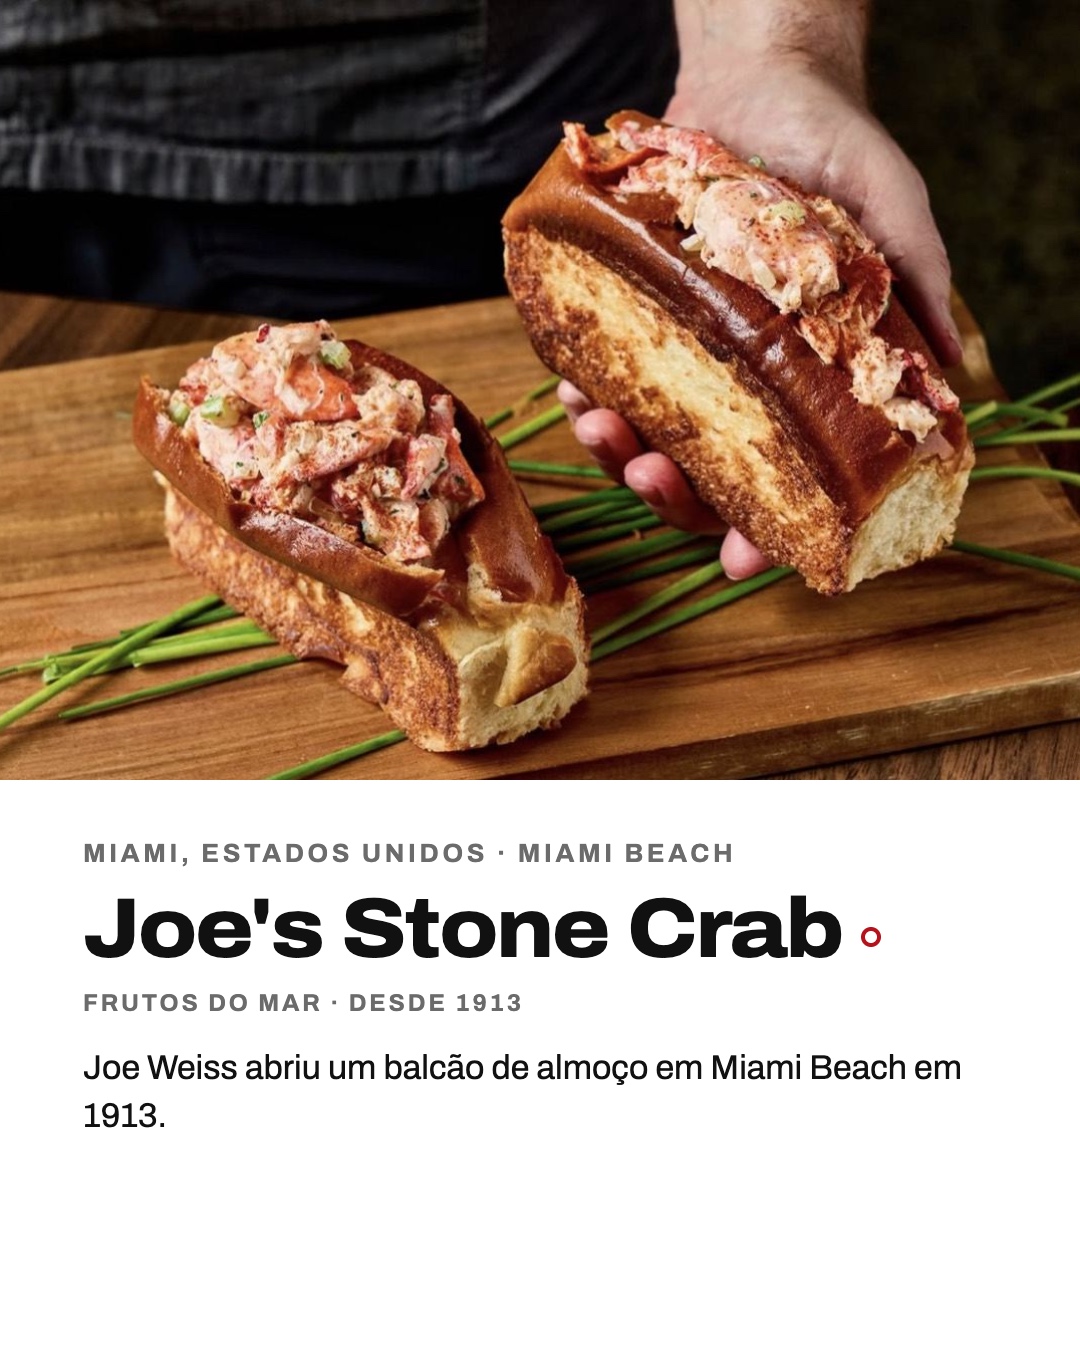 MIAMI, ESTADOS UNIDOS · MIAMI BEACH
Joe's Stone Crab
FRUTOS DO MAR · DESDE 1913
Joe Weiss abriu um balcão de almoço em Miami Beach em
1913.